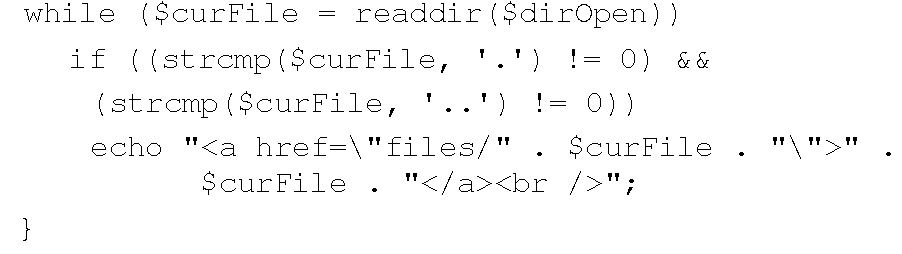 while ($curFile = readdir($dirOpen))
if ((strcmp($curFile, '.') != 0) &&
(strcmp($curFile, '..') != 0))
echo "<a href=\"files/" . $curFile . "\">" .
$curFile . "</a><br />";
}